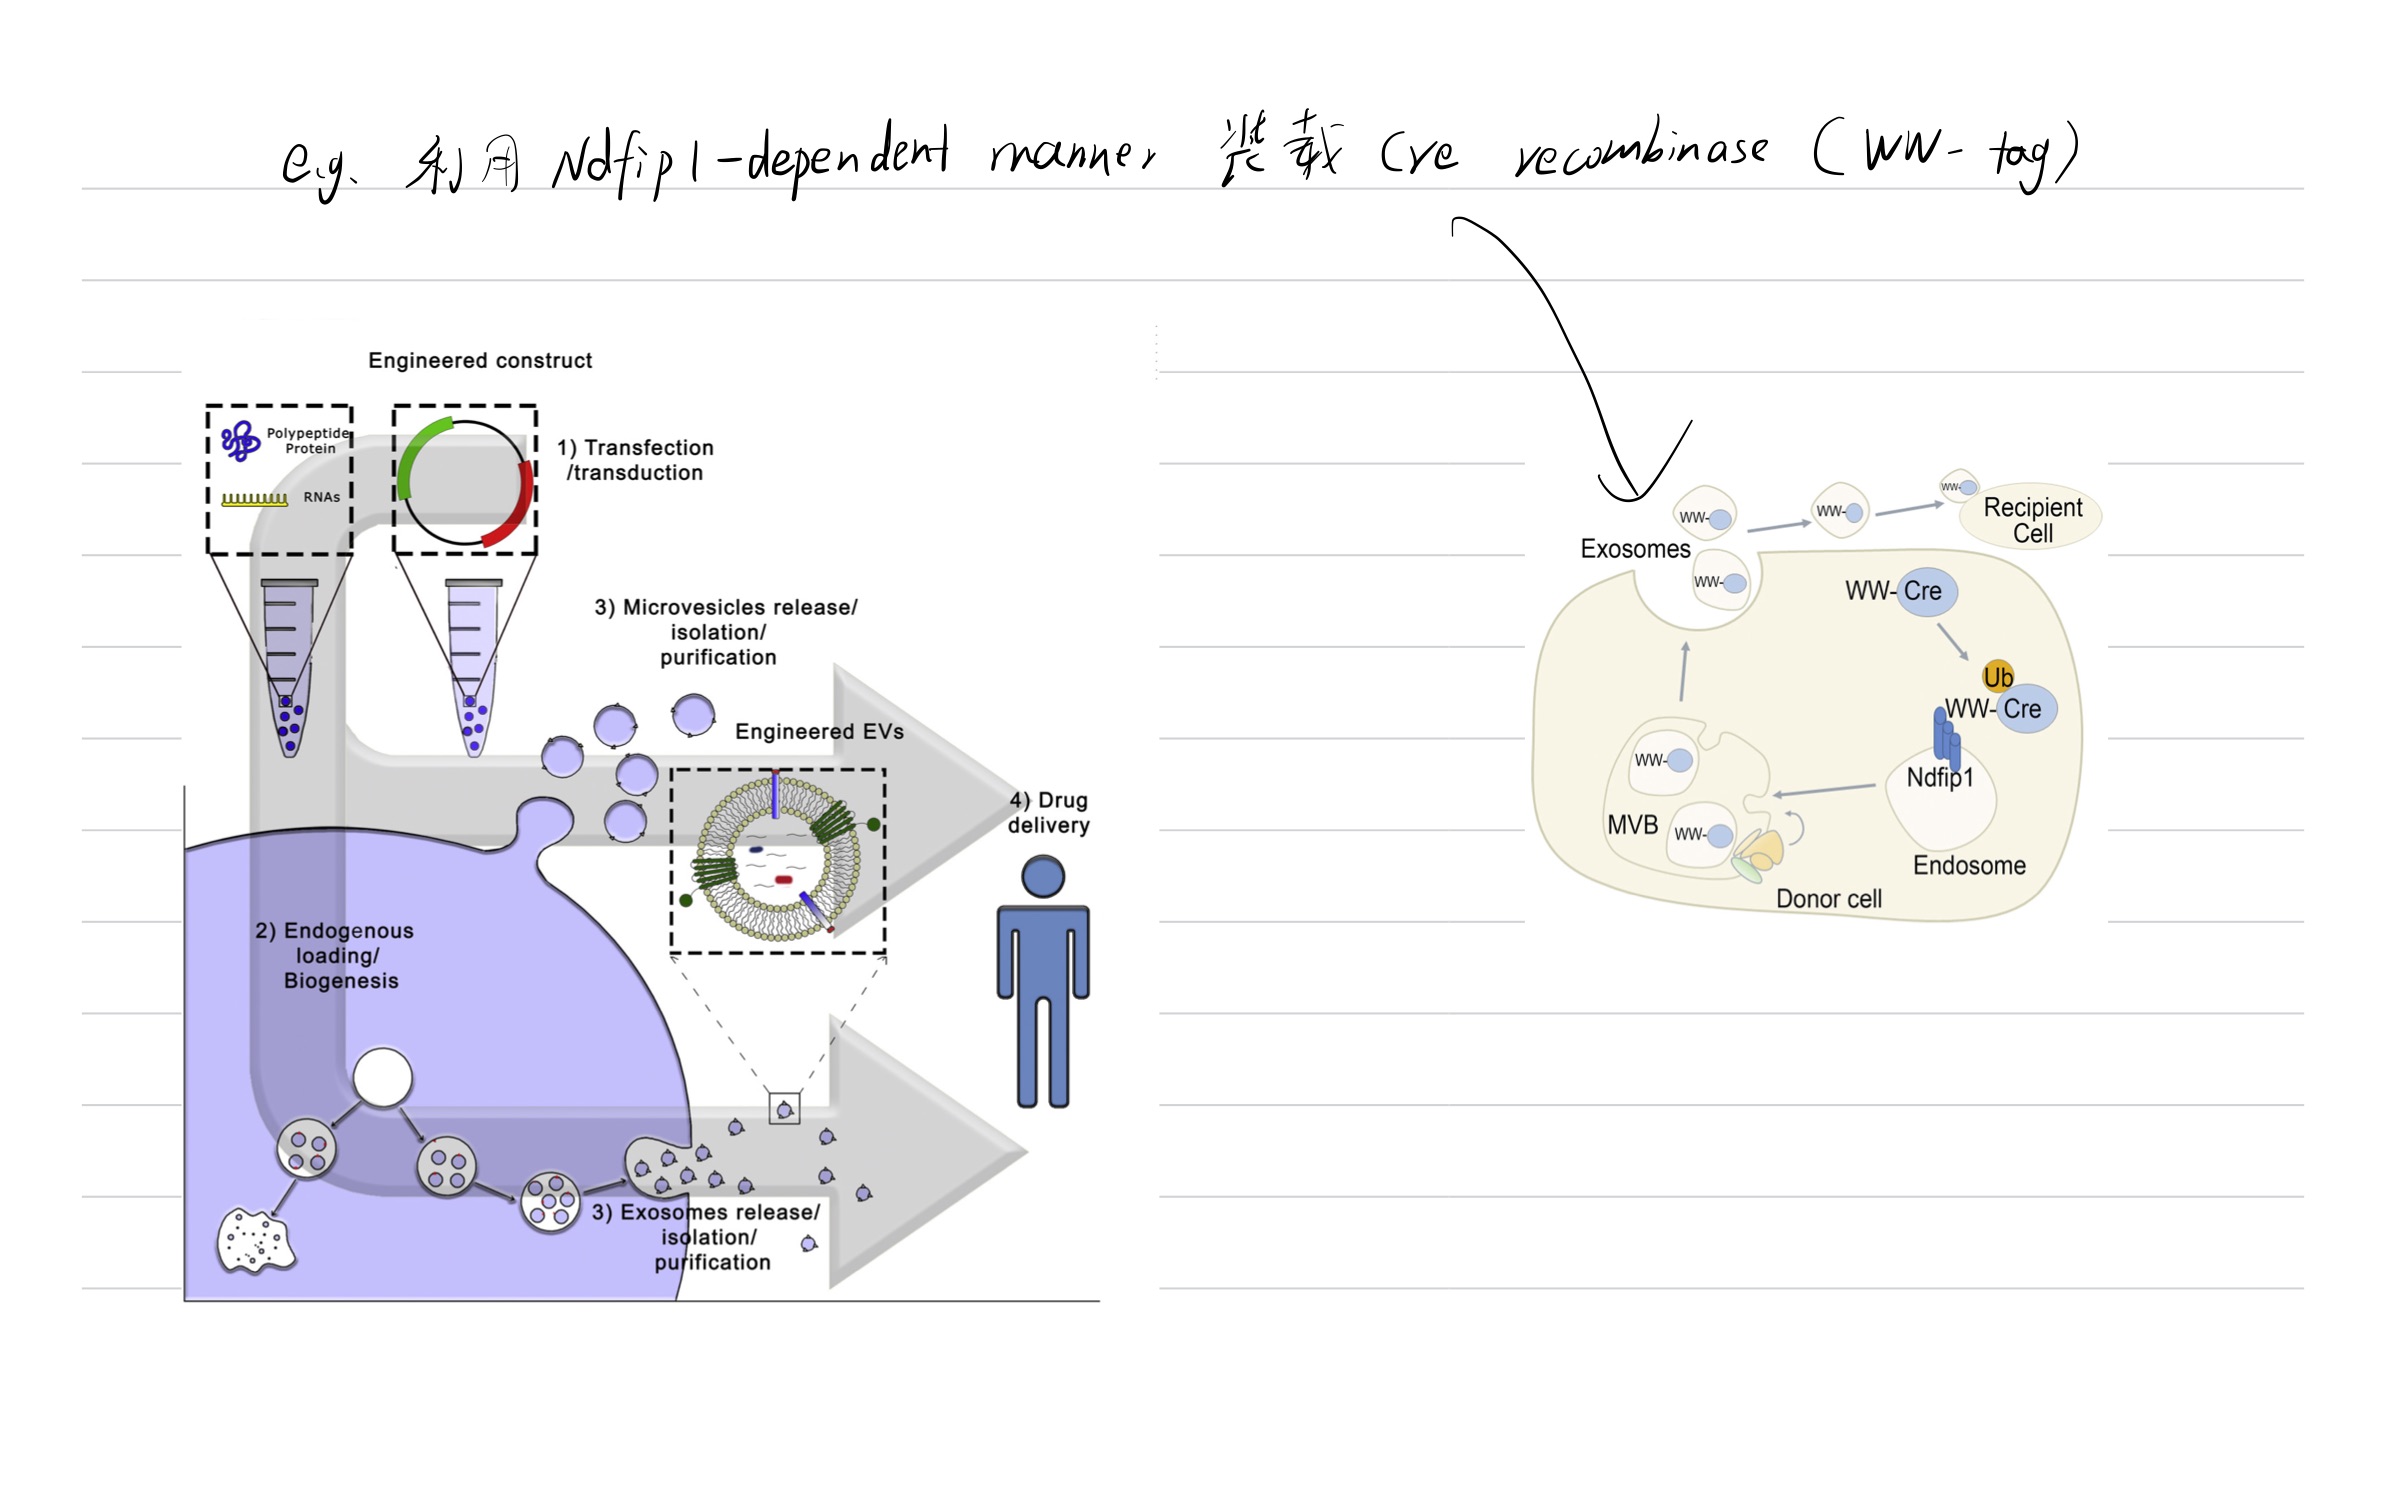 e.g. 利用 Ndfip1-dependent manner 装载 Cre recombinase (WW-tag)
Engineered construct
Polypeptide
Protein
RNAs
1) Transfection
/transduction
3) Microvesicles release/
isolation/
purification
Engineered EVs
4) Drug
delivery
2) Endogenous
loading/
Biogenesis
3) Exosomes release/
isolation/
purification
WW-
WW-
WW-
Recipient
Cell
Exosomes
WW-
WW-Cre
Ub
WW-Cre
Ndfip1
WW-
MVB
WW-
Endosome
Donor cell